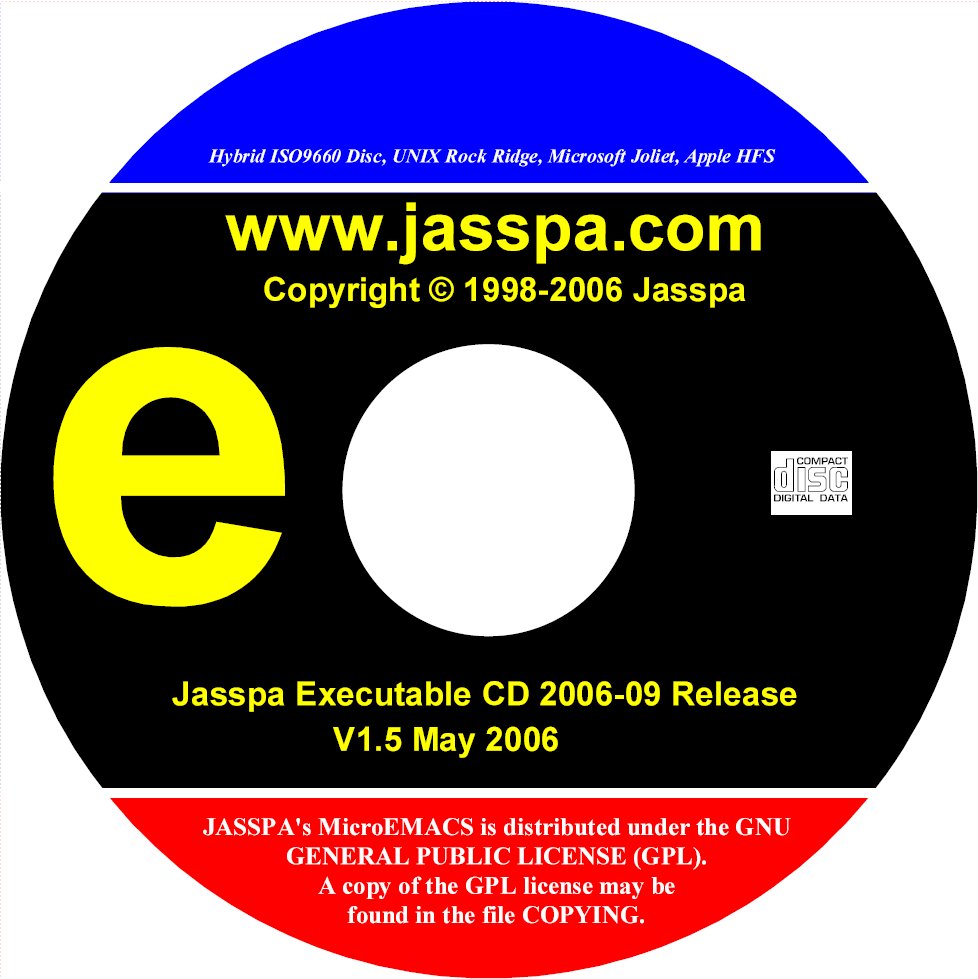 Hybrid ISO9660 Disc, UNIX Rock Ridge, Microsoft Joliet, Apple HFS
www.jasspa.com
Copyright © 1998-2006 Jasspa
e
COMPACT
disc
DIGITAL DATA
Jasspa Executable CD 2006-09 Release
V1.5 May 2006
JASSPA's MicroEMACS is distributed under the GNU
GENERAL PUBLIC LICENSE (GPL).
A copy of the GPL license may be
found in the file COPYING.